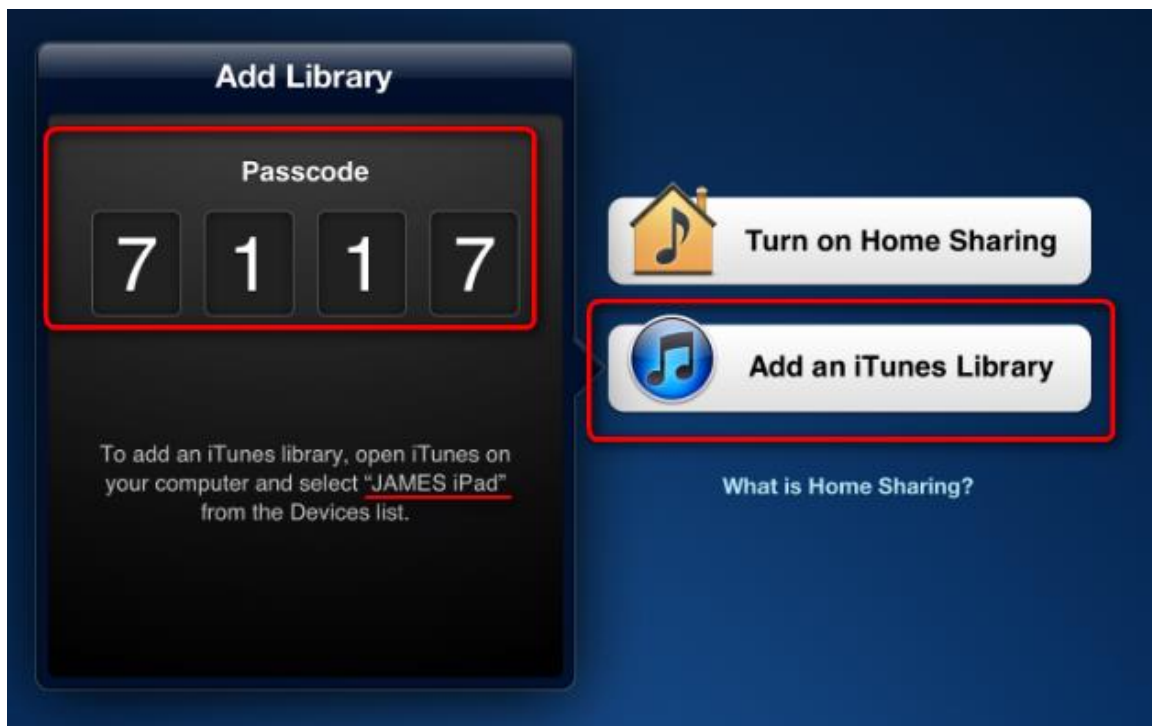 Add Library
Passcode
7 1 1 7
To add an iTunes library, open iTunes on
your computer and select “JAMES iPad”
from the Devices list.
Turn on Home Sharing
Add an iTunes Library
What is Home Sharing?